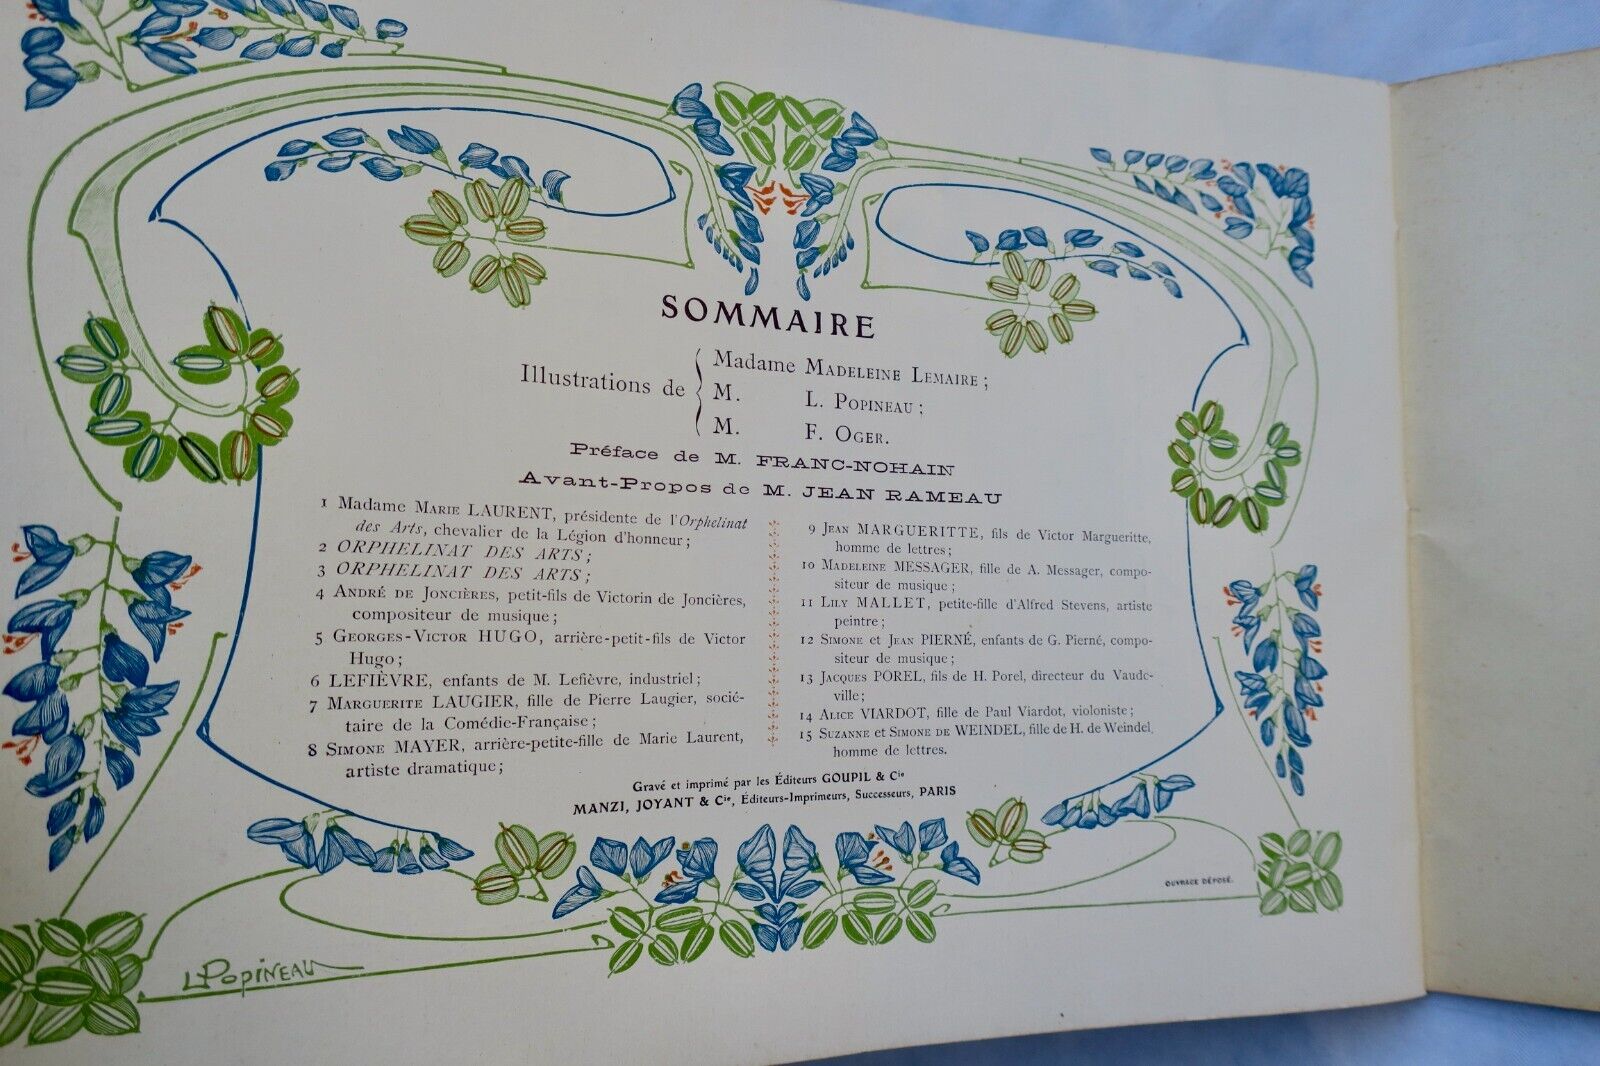 SOMMAIRE
Illustrations de
Madame MADELEINE LEMAIRE ;
M. L. POPINEAU ;
M. F. OGER.
Préface de M. FRANC-NOHAIN
Avant-Propos de M. JEAN RAMEAU
1 Madame MARIE LAURENT, présidente de l'Orphelinat
des Arts, chevalier de la Légion d'honneur ;
2 ORPHELINAT DES ARTS ;
3 ORPHELINAT DES ARTS ;
4 ANDRÉ DE JONCIÈRES, petit-fils de Victorin de Joncières,
compositeur de musique ;
5 GEORGES-VICTOR HUGO, arrière-petit-fils de Victor
Hugo ;
6 LEFIÈVRE, enfants de M. Lefièvre, industriel ;
7 MARGUERITE LAUGIER, fille de Pierre Laugier, socié-
taire de la Comédie-Française ;
8 SIMONE MAYER, arrière-petite-fille de Marie Laurent,
artiste dramatique ;
9 JEAN MARGUERITTE, fils de Victor Margueritte,
homme de lettres ;
10 MADELEINE MESSAGER, fille de A. Messager, compo-
siteur de musique ;
11 LILY MALLET, petite-fille d'Alfred Stevens, artiste
peintre ;
12 SIMONE et JEAN PIERNÉ, enfants de G. Pierné, compo-
siteur de musique ;
13 JACQUES POREL, fils de H. Porel, directeur du Vaude-
ville ;
14 ALICE VIARDOT, fille de Paul Viardot, violoniste ;
15 SUZANNE et SIMONE DE WEINDEL, fille de H. de Weindel,
homme de lettres.
Gravé et imprimé par les Éditeurs GOUPIL & Cie
MANZI, JOYANT & Cie, Éditeurs-Imprimeurs, Successeurs, PARIS
OUVRAGE DÉPOSÉ.
L. POPINEAU